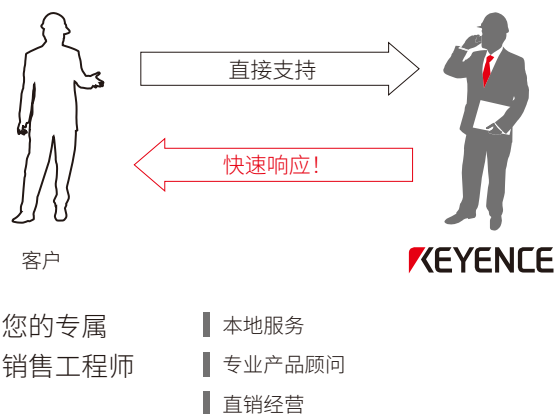 直接支持
快速响应！
客户
KEYENCE
您的专属
销售工程师
本地服务
专业产品顾问
直销经营